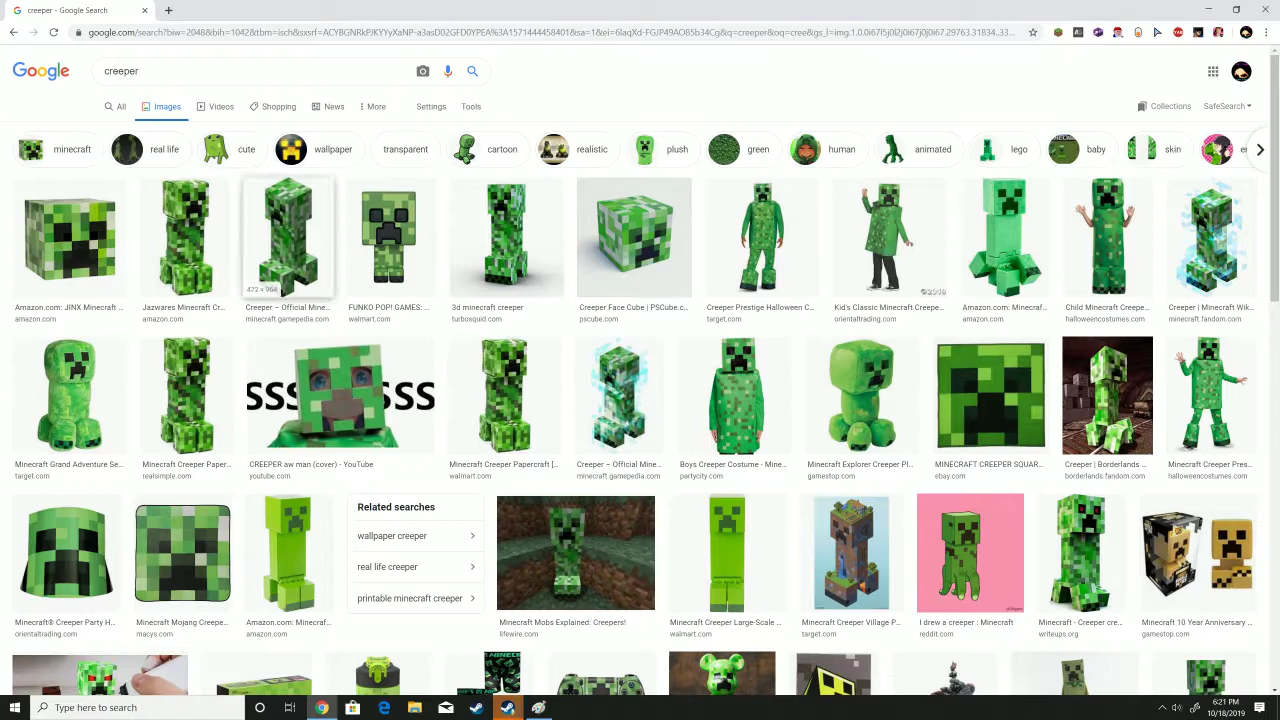 creeper - Google Search
google.com/search?biw=2048&bih=1042&tbm=isch&sxsrf=ACYBGNRkPJKYYyXaNP-a3asD02GFD0YPEA%3A1571444458401&sa=1&ei=6laqXd-FGJP49AO85b34Cg&q=creeper&oq=cree&gs_l=img.1.0.0i67l5j0l2j0i67j0j0i67.29763.31834..33...
Google
creeper
All Images Videos Shopping News More Settings Tools
Collections SafeSearch
minecraft real life cute wallpaper transparent cartoon realistic plush green human animated lego baby skin
472 × 964
©2019
Amazon.com: JINX Minecraft ... Jazwares Minecraft Cr... Creeper – Official Mine... FUNKO POP! GAMES: ... 3d minecraft creeper Creeper Face Cube | PSCube.c... Creeper Prestige Halloween C... Kid's Classic Minecraft Creepe... Amazon.com: Minecraf... Child Minecraft Creepe... Creeper | Minecraft Wik...
amazon.com amazon.com minecraft.gamepedia.com walmart.com turbosquid.com pscube.com target.com orientaltrading.com amazon.com halloweencostumes.com minecraft.fandom.com
SSS SS
Minecraft Grand Adventure Se... Minecraft Creeper Paper... CREEPER aw man (cover) - YouTube Minecraft Creeper Papercraft [... Creeper – Official Mine... Boys Creeper Costume - Mine... Minecraft Explorer Creeper Pl... MINECRAFT CREEPER SQUAR... Creeper | Borderlands ... Minecraft Creeper Pres...
target.com realsimple.com youtube.com walmart.com minecraft.gamepedia.com partycity.com gamestop.com ebay.com borderlands.fandom.com halloweencostumes.com
Related searches
wallpaper creeper
real life creeper
printable minecraft creeper
Minecraft® Creeper Party H... Minecraft Mojang Creepe... Amazon.com: Minecraf... Minecraft Mobs Explained: Creepers! Minecraft Creeper Large-Scale ... Minecraft Creeper Village P... I drew a creeper : Minecraft Minecraft - Creeper cre... Minecraft 10 Year Anniversary ...
orientaltrading.com macys.com amazon.com lifewire.com walmart.com target.com reddit.com writeups.org gamestop.com
Type here to search
6:21 PM
10/18/2019